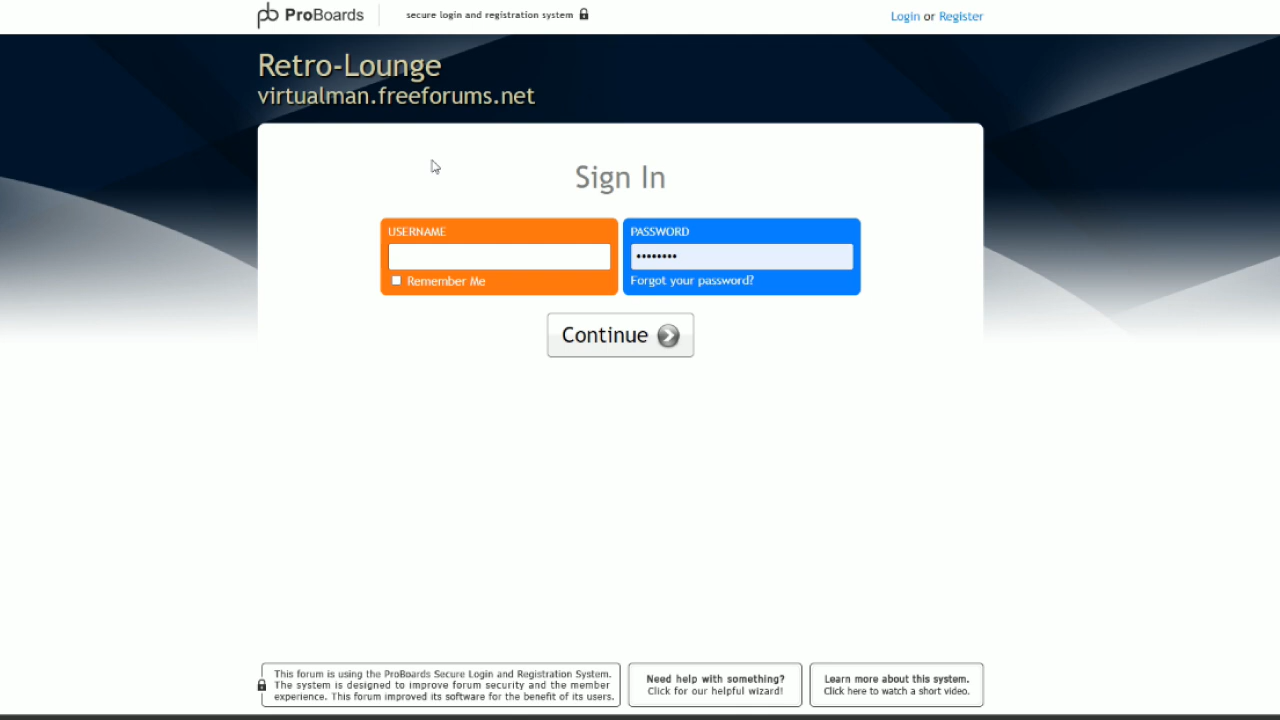 ProBoards
secure login and registration system
Login or Register
Retro-Lounge
virtualman.freeforums.net
Sign In
USERNAME
PASSWORD
••••••••
Remember Me
Forgot your password?
Continue
This forum is using the ProBoards Secure Login and Registration System.
The system is designed to improve forum security and the member
experience. This forum improved its software for the benefit of its users.
Need help with something?
Click for our helpful wizard!
Learn more about this system.
Click here to watch a short video.